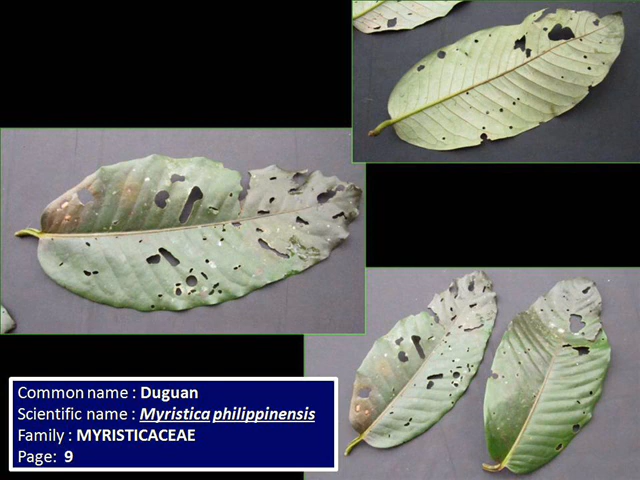 Common name : Duguan
Scientific name : Myristica philippinensis
Family : MYRISTICACEAE
Page: 9